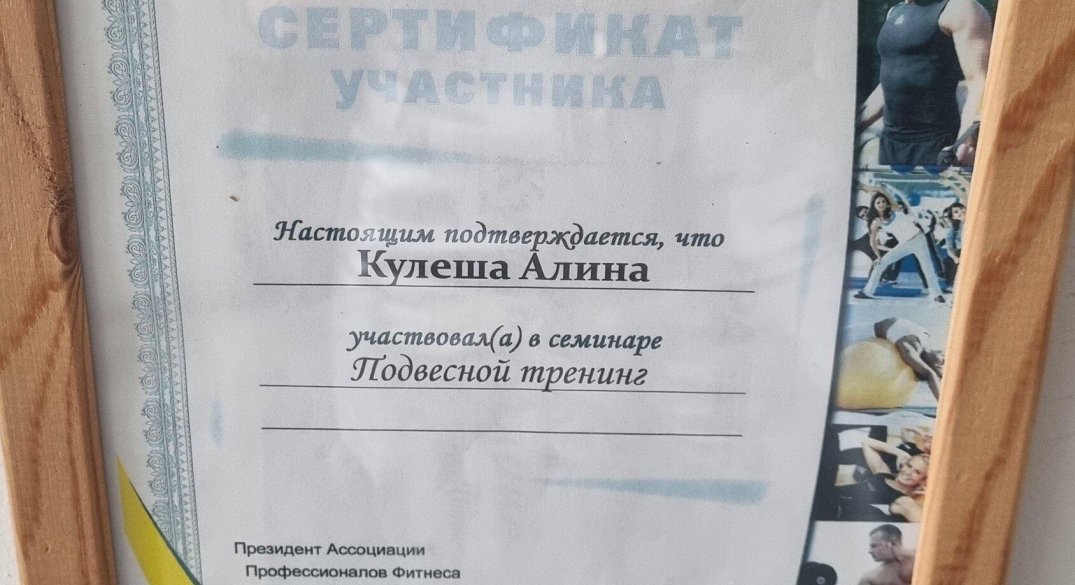 СЕРТИФИКАТ
УЧАСТНИКА
Настоящим подтверждается, что
Кулеша Алина
участвовал(а) в семинаре
Подвесной тренинг
Президент Ассоциации
Профессионалов Фитнеса